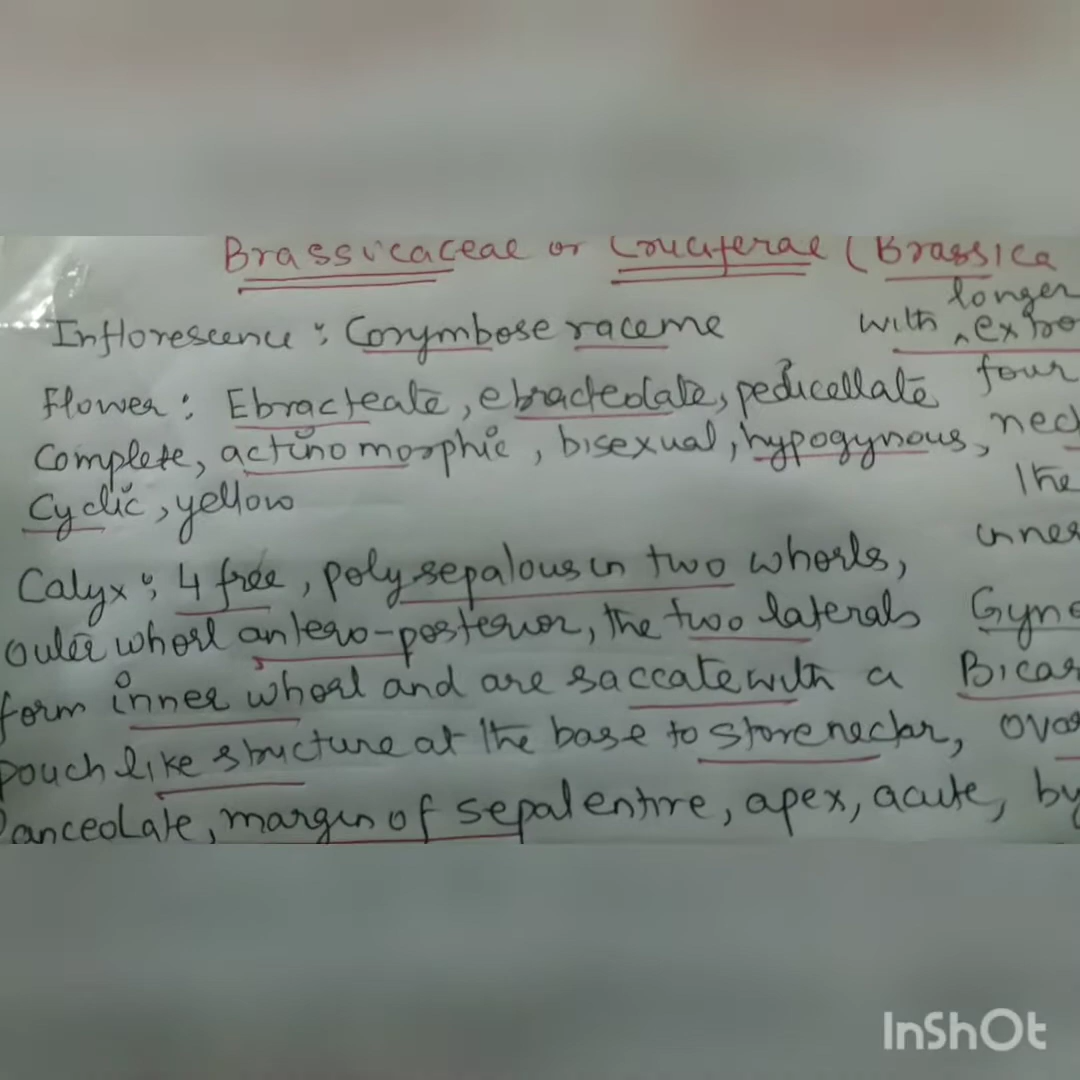 Brassicaceae or Cruciferae (Brassica
Inflorescence : Corymbose raceme
Flower : Ebracteate, ebracteolate, pedicellate
Complete, actinomorphic, bisexual, hypogynous,
Cyclic, yellow
Calyx : 4 free, polysepalous in two whorls,
outer whorl antero-posterior, the two laterals
form inner whorl and are saccate with a
pouch like structure at the base to store nectar,
lanceolate, margin of sepal entire, apex, acute,
longer
with extro
four
nect
The
inner
Gyno
Bicar
ova
by
InShOt